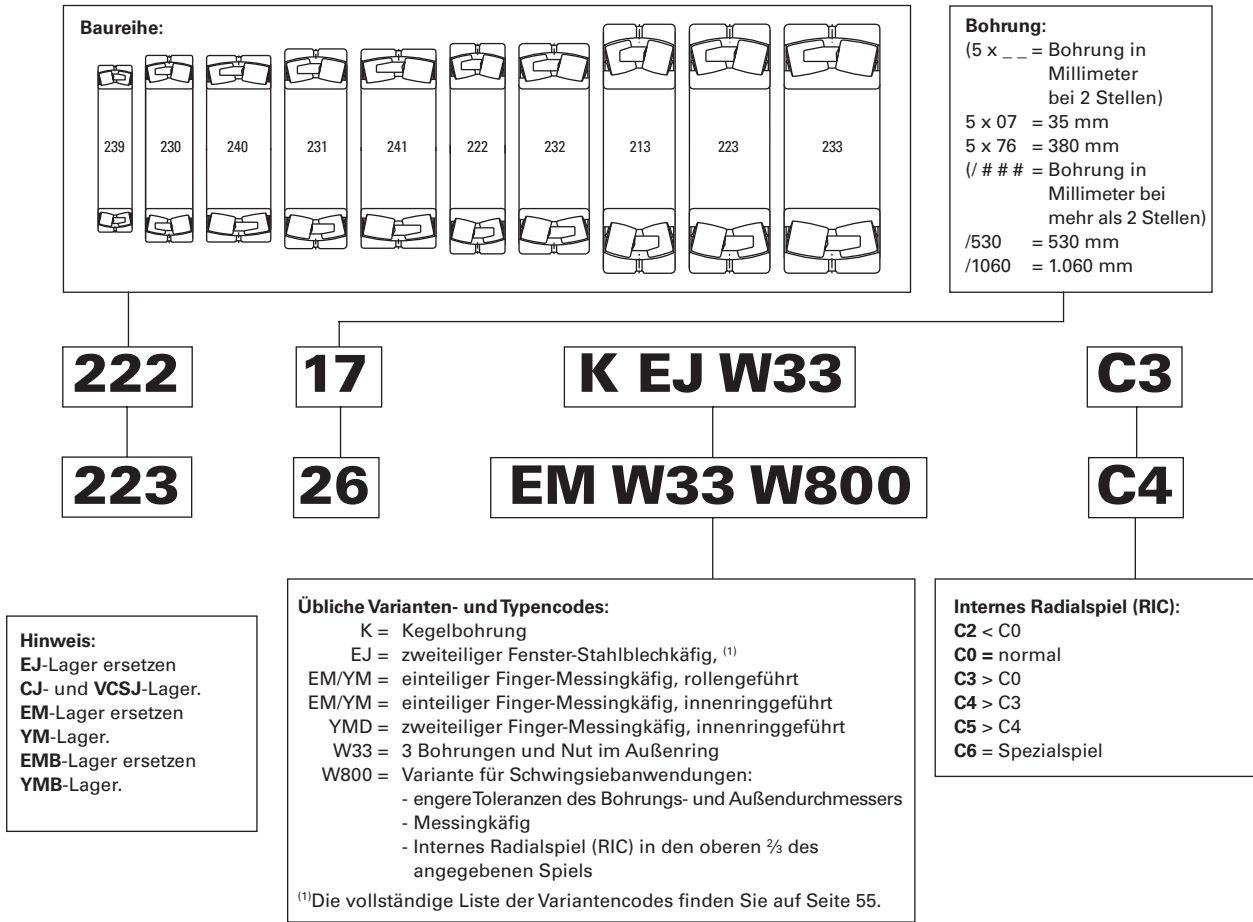 Baureihe:
239 230 240 231 241 222 232 213 223 233
Bohrung:
(5 x _ _ = Bohrung in
Millimeter
bei 2 Stellen)
5 x 07 = 35 mm
5 x 76 = 380 mm
(/ # # # = Bohrung in
Millimeter bei
mehr als 2 Stellen)
/530 = 530 mm
/1060 = 1.060 mm
222 17 K EJ W33 C3
223 26 EM W33 W800 C4
Hinweis:
EJ-Lager ersetzen
CJ- und VCSJ-Lager.
EM-Lager ersetzen
YM-Lager.
EMB-Lager ersetzen
YMB-Lager.
Übliche Varianten- und Typencodes:
K = Kegelbohrung
EJ = zweiteiliger Fenster-Stahlblechkäfig, (1)
EM/YM = einteiliger Finger-Messingkäfig, rollengeführt
EM/YM = einteiliger Finger-Messingkäfig, innenringgeführt
YMD = zweiteiliger Finger-Messingkäfig, innenringgeführt
W33 = 3 Bohrungen und Nut im Außenring
W800 = Variante für Schwingsiebanwendungen:
- engere Toleranzen des Bohrungs- und Außendurchmessers
- Messingkäfig
- Internes Radialspiel (RIC) in den oberen ⅔ des
angegebenen Spiels
(1)Die vollständige Liste der Variantencodes finden Sie auf Seite 55.
Internes Radialspiel (RIC):
C2 < C0
C0 = normal
C3 > C0
C4 > C3
C5 > C4
C6 = Spezialspiel